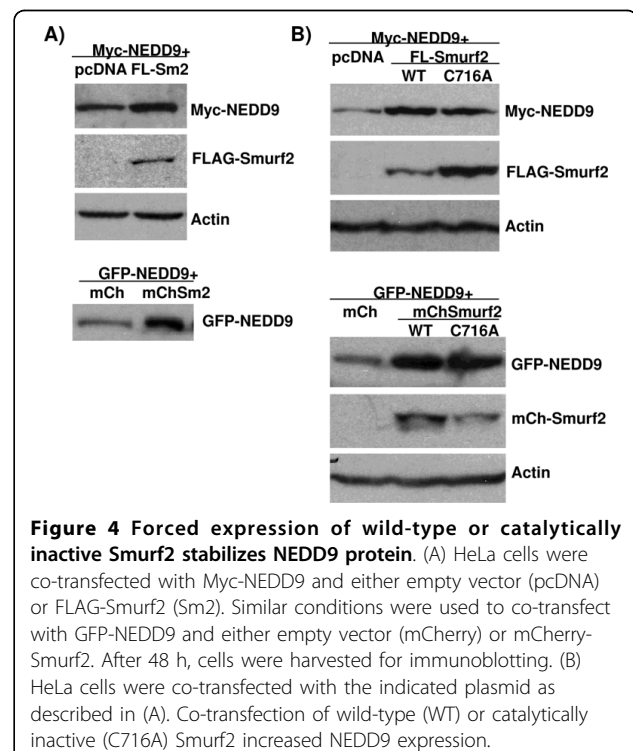 A)
Myc-NEDD9+
pcDNA FL-Sm2
Myc-NEDD9
FLAG-Smurf2
Actin
GFP-NEDD9+
mCh mChSm2
GFP-NEDD9
B)
Myc-NEDD9+
pcDNA FL-Smurf2
WT C716A
Myc-NEDD9
FLAG-Smurf2
Actin
GFP-NEDD9+
mCh mChSmurf2
WT C716A
GFP-NEDD9
mCh-Smurf2
Actin
Figure 4 Forced expression of wild-type or catalytically
inactive Smurf2 stabilizes NEDD9 protein. (A) HeLa cells were
co-transfected with Myc-NEDD9 and either empty vector (pcDNA)
or FLAG-Smurf2 (Sm2). Similar conditions were used to co-transfect
with GFP-NEDD9 and either empty vector (mCherry) or mCherry-
Smurf2. After 48 h, cells were harvested for immunoblotting. (B)
HeLa cells were co-transfected with the indicated plasmid as
described in (A). Co-transfection of wild-type (WT) or catalytically
inactive (C716A) Smurf2 increased NEDD9 expression.